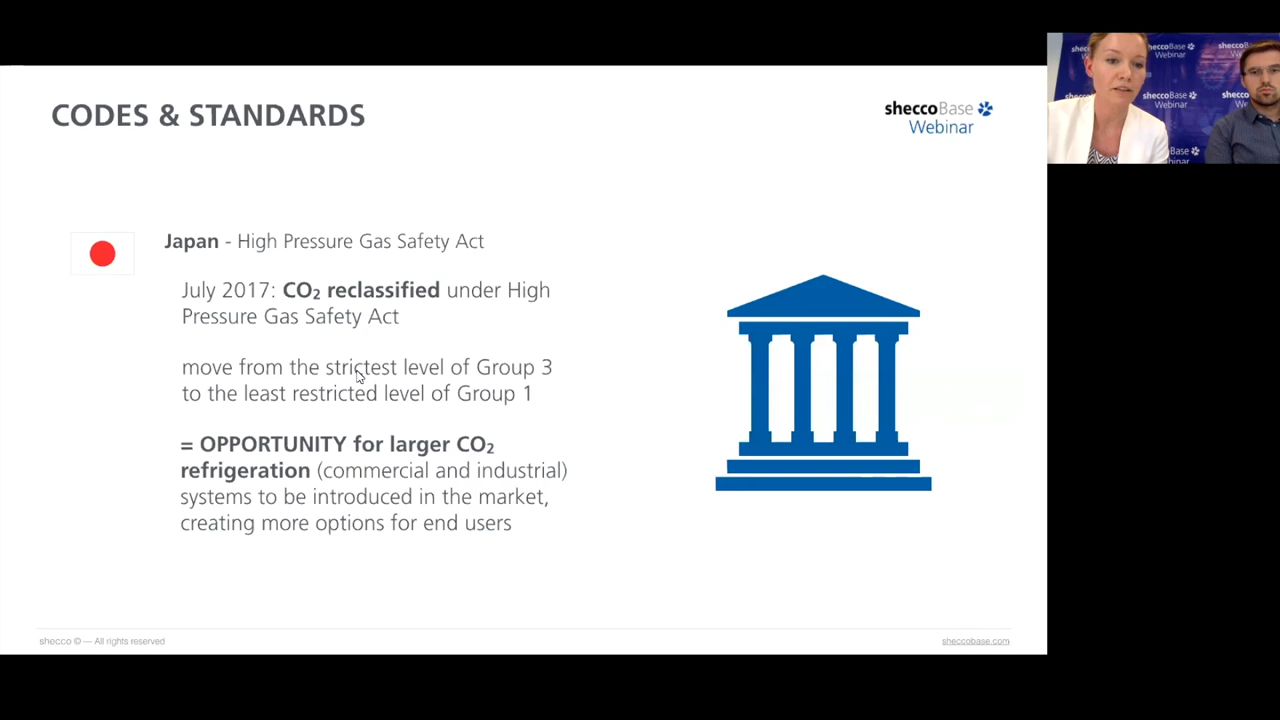 CODES & STANDARDS
sheccoBase
Webinar
Japan - High Pressure Gas Safety Act
July 2017: CO₂ reclassified under High
Pressure Gas Safety Act
move from the strictest level of Group 3
to the least restricted level of Group 1
= OPPORTUNITY for larger CO₂
refrigeration (commercial and industrial)
systems to be introduced in the market,
creating more options for end users
shecco © — All rights reserved
sheccobase.com
sheccoBase
Webinar